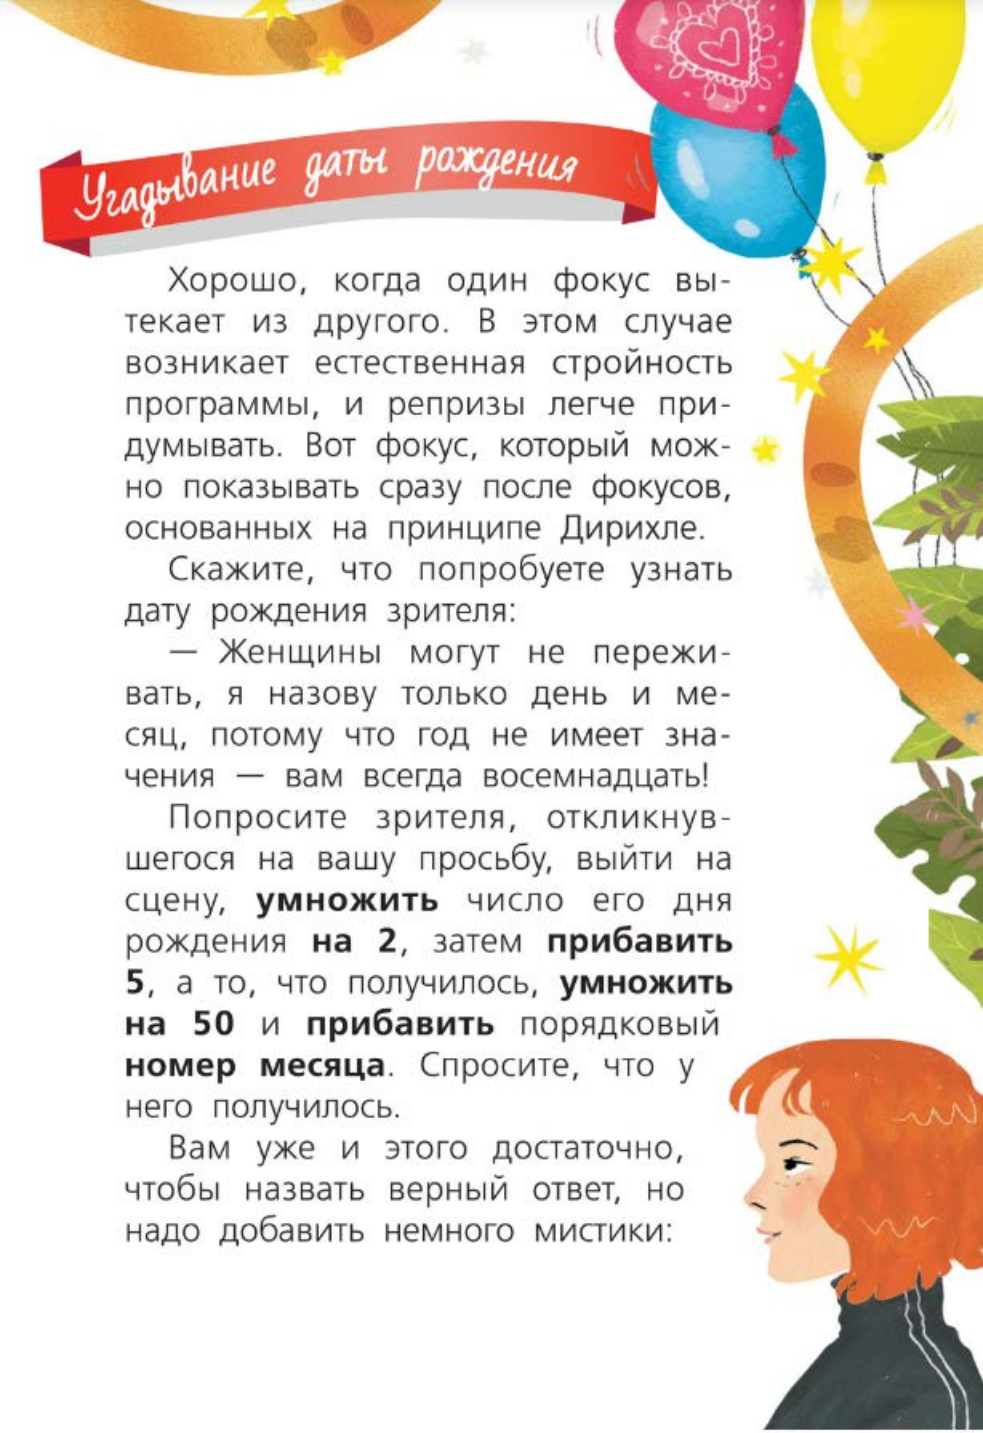 Угадывание даты рождения
Хорошо, когда один фокус вы-
текает из другого. В этом случае
возникает естественная стройность
программы, и репризы легче при-
думывать. Вот фокус, который мож-
но показывать сразу после фокусов,
основанных на принципе Дирихле.
Скажите, что попробуете узнать
дату рождения зрителя:
— Женщины могут не пережи-
вать, я назову только день и ме-
сяц, потому что год не имеет зна-
чения — вам всегда восемнадцать!
Попросите зрителя, откликнув-
шегося на вашу просьбу, выйти на
сцену, умножить число его дня
рождения на 2, затем прибавить
5, а то, что получилось, умножить
на 50 и прибавить порядковый
номер месяца. Спросите, что у
него получилось.
Вам уже и этого достаточно,
чтобы назвать верный ответ, но
надо добавить немного мистики: